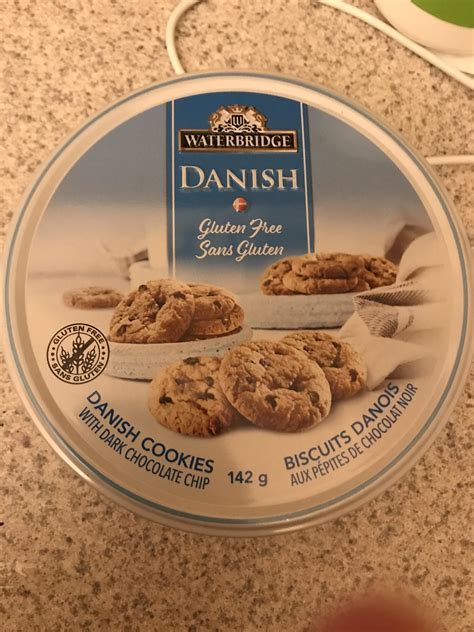 W
WATERBRIDGE
DANISH
Gluten Free
Sans Gluten
GLUTEN FREE
SANS GLUTEN
DANISH COOKIES
WITH DARK CHOCOLATE CHIP
142 g
BISCUITS DANOIS
AUX PÉPITES DE CHOCOLAT NOIR